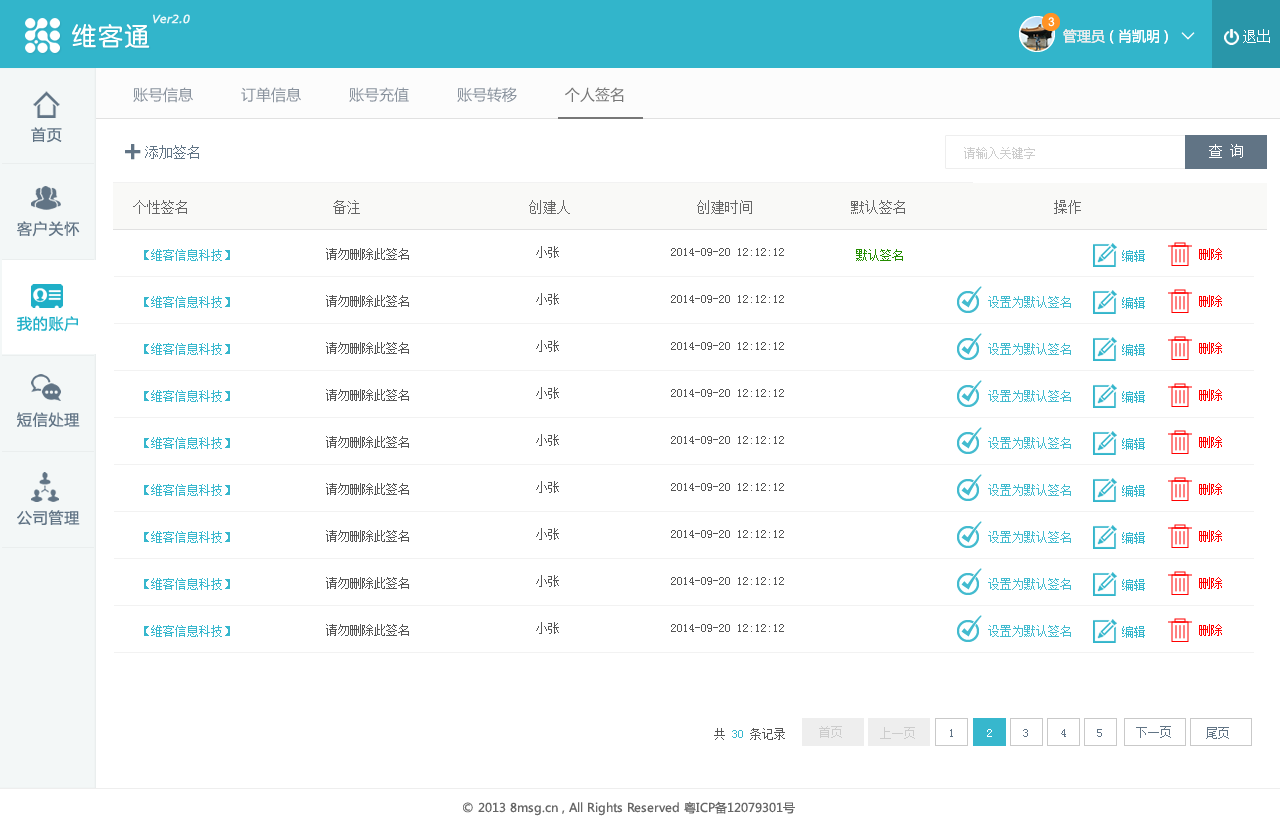 维客通 Ver2.0
3 管理员 ( 肖凯明 ) 退出
首页
客户关怀
我的账户
短信处理
公司管理
账号信息 订单信息 账号充值 账号转移 个人签名
添加签名 请输入关键字 查 询
个性签名 备注 创建人 创建时间 默认签名 操作
【维客信息科技】 请勿删除此签名 小张 2014-09-20 12:12:12 默认签名 编辑 删除
【维客信息科技】 请勿删除此签名 小张 2014-09-20 12:12:12 设置为默认签名 编辑 删除
【维客信息科技】 请勿删除此签名 小张 2014-09-20 12:12:12 设置为默认签名 编辑 删除
【维客信息科技】 请勿删除此签名 小张 2014-09-20 12:12:12 设置为默认签名 编辑 删除
【维客信息科技】 请勿删除此签名 小张 2014-09-20 12:12:12 设置为默认签名 编辑 删除
【维客信息科技】 请勿删除此签名 小张 2014-09-20 12:12:12 设置为默认签名 编辑 删除
【维客信息科技】 请勿删除此签名 小张 2014-09-20 12:12:12 设置为默认签名 编辑 删除
【维客信息科技】 请勿删除此签名 小张 2014-09-20 12:12:12 设置为默认签名 编辑 删除
【维客信息科技】 请勿删除此签名 小张 2014-09-20 12:12:12 设置为默认签名 编辑 删除
共 30 条记录 首页 上一页 1 2 3 4 5 下一页 尾页
© 2013 8msg.cn , All Rights Reserved 粤ICP备12079301号